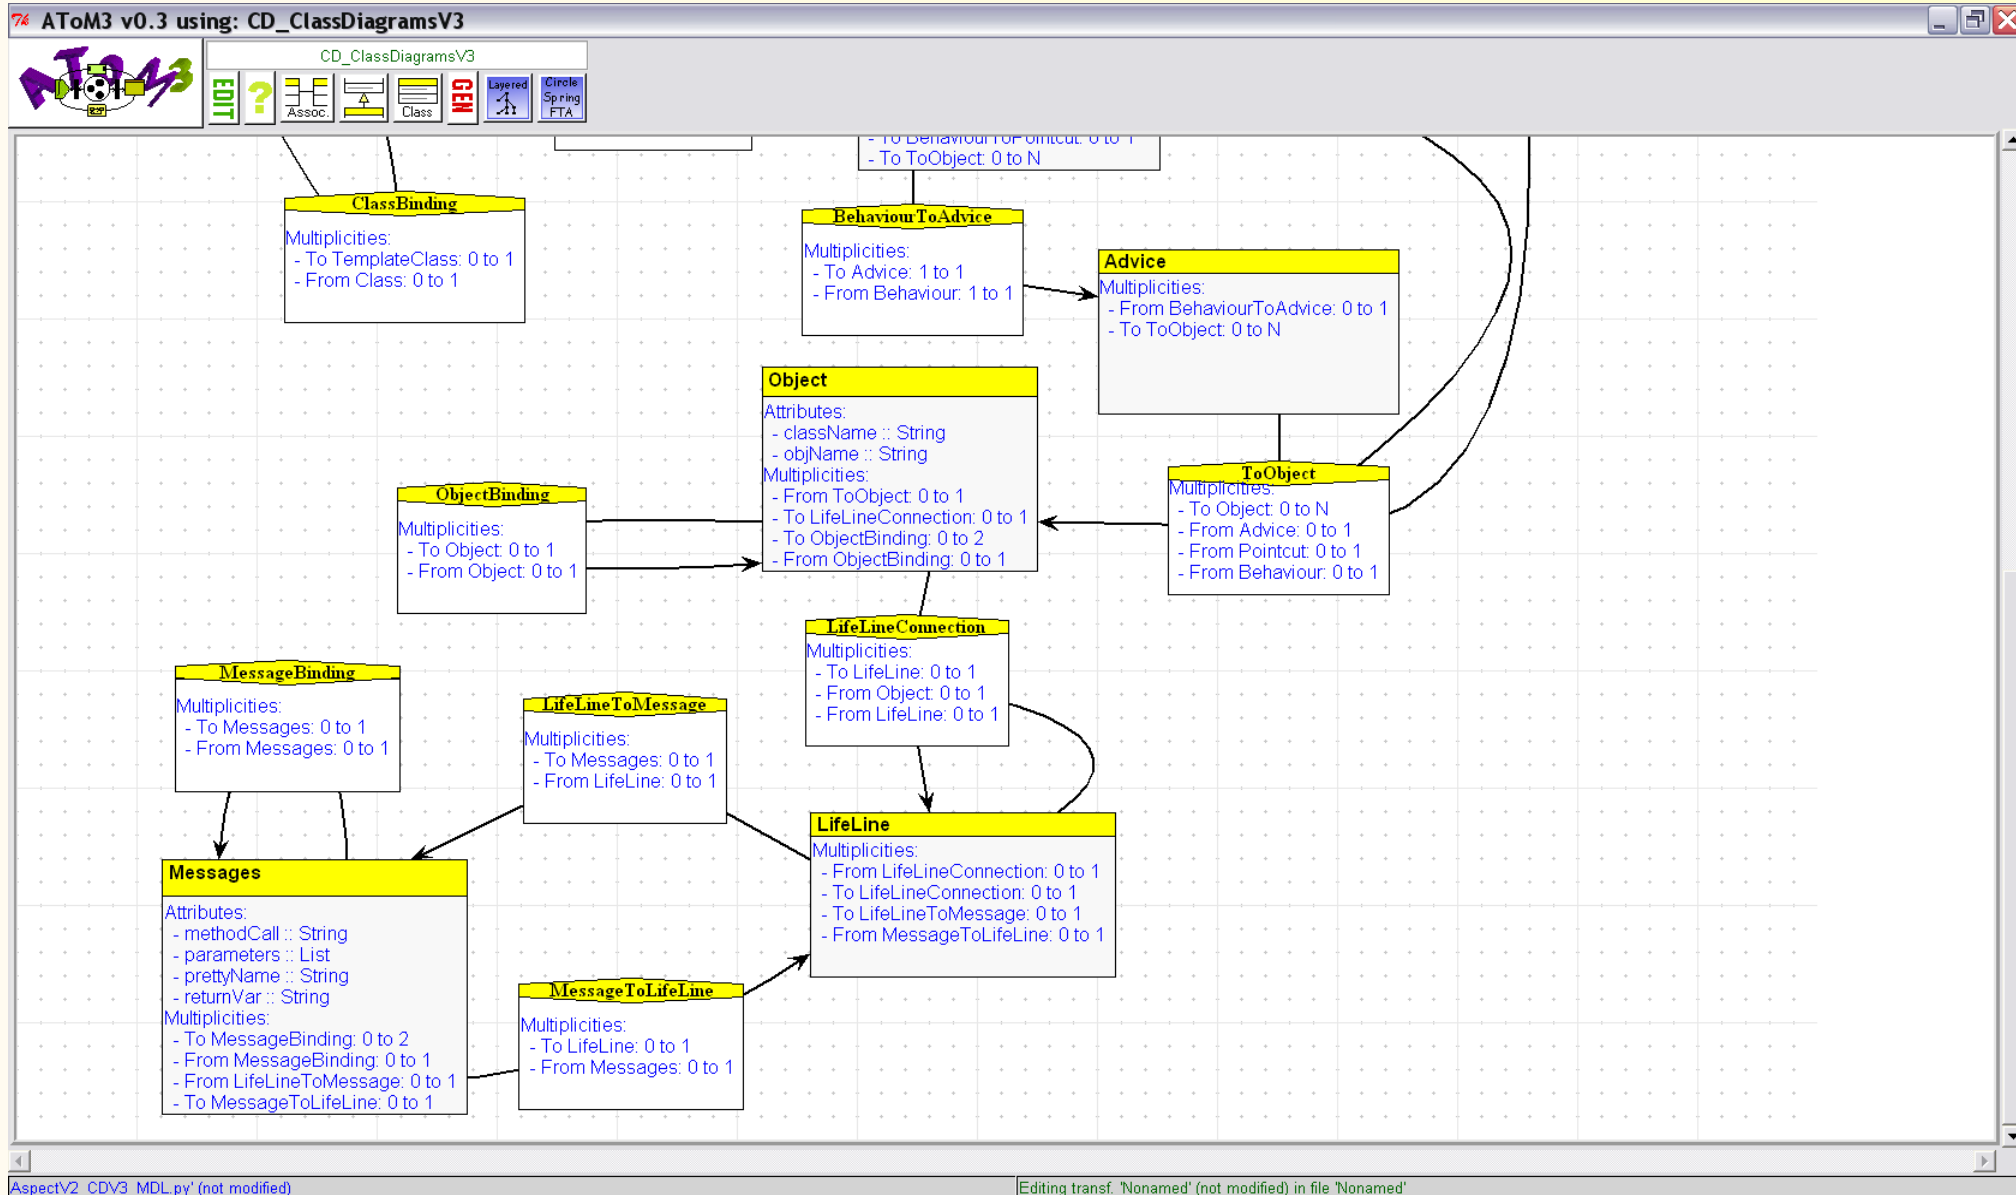 AToM3 v0.3 using: CD_ClassDiagramsV3
AToM3
CD_ClassDiagramsV3
EDIT
?
Assoc.
Class
GEN
Layered
Circle
Spring
FTA
- To BehaviourToPointcut: 0 to 1
- To ToObject: 0 to N
ClassBinding
Multiplicities:
- To TemplateClass: 0 to 1
- From Class: 0 to 1
BehaviourToAdvice
Multiplicities:
- To Advice: 1 to 1
- From Behaviour: 1 to 1
Advice
Multiplicities:
- From BehaviourToAdvice: 0 to 1
- To ToObject: 0 to N
Object
Attributes:
- className :: String
- objName :: String
Multiplicities:
- From ToObject: 0 to 1
- To LifeLineConnection: 0 to 1
- To ObjectBinding: 0 to 2
- From ObjectBinding: 0 to 1
ToObject
Multiplicities:
- To Object: 0 to N
- From Advice: 0 to 1
- From Pointcut: 0 to 1
- From Behaviour: 0 to 1
ObjectBinding
Multiplicities:
- To Object: 0 to 1
- From Object: 0 to 1
LifeLineConnection
Multiplicities:
- To LifeLine: 0 to 1
- From Object: 0 to 1
- From LifeLine: 0 to 1
MessageBinding
Multiplicities:
- To Messages: 0 to 1
- From Messages: 0 to 1
LifeLineToMessage
Multiplicities:
- To Messages: 0 to 1
- From LifeLine: 0 to 1
LifeLine
Multiplicities:
- From LifeLineConnection: 0 to 1
- To LifeLineConnection: 0 to 1
- To LifeLineToMessage: 0 to 1
- From MessageToLifeLine: 0 to 1
Messages
Attributes:
- methodCall :: String
- parameters :: List
- prettyName :: String
- returnVar :: String
Multiplicities:
- To MessageBinding: 0 to 2
- From MessageBinding: 0 to 1
- From LifeLineToMessage: 0 to 1
- To MessageToLifeLine: 0 to 1
MessageToLifeLine
Multiplicities:
- To LifeLine: 0 to 1
- From Messages: 0 to 1
AspectV2_CDV3_MDL.py' (not modified)
Editing transf. 'Nonamed' (not modified) in file 'Nonamed'